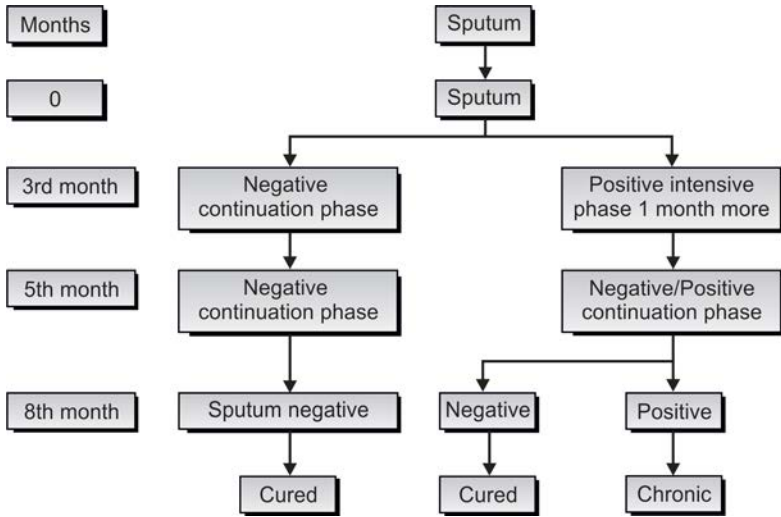 Months
Sputum
0
Sputum
3rd month
Negative
continuation phase
Positive intensive
phase 1 month more
5th month
Negative
continuation phase
Negative/Positive
continuation phase
8th month
Sputum negative
Negative
Positive
Cured
Cured
Chronic